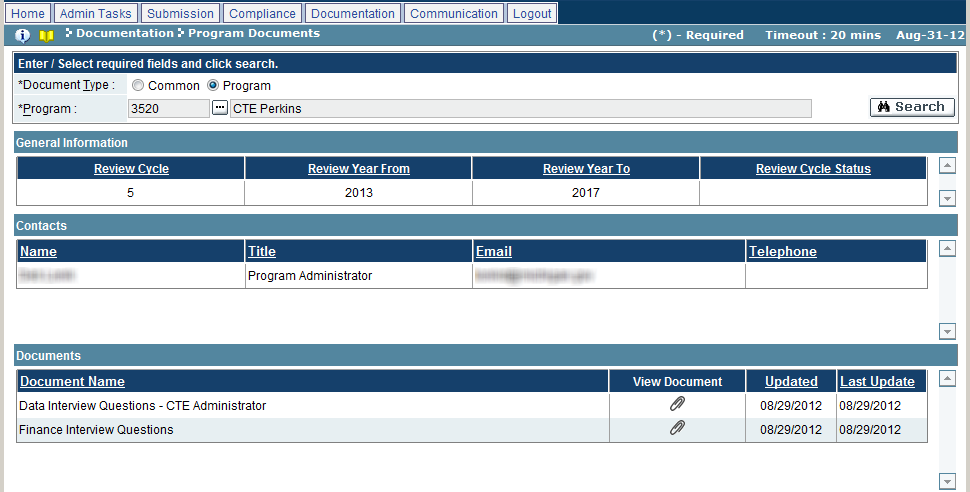 Home Admin Tasks Submission Compliance Documentation Communication Logout
Documentation Program Documents (*) - Required Timeout : 20 mins Aug-31-12
Enter / Select required fields and click search.
*Document Type : Common Program
*Program : 3520 ... CTE Perkins Search
General Information
Review Cycle Review Year From Review Year To Review Cycle Status
5 2013 2017
Contacts
Name Title Email Telephone
Program Administrator
Documents
Document Name View Document Updated Last Update
Data Interview Questions - CTE Administrator 08/29/2012 08/29/2012
Finance Interview Questions 08/29/2012 08/29/2012